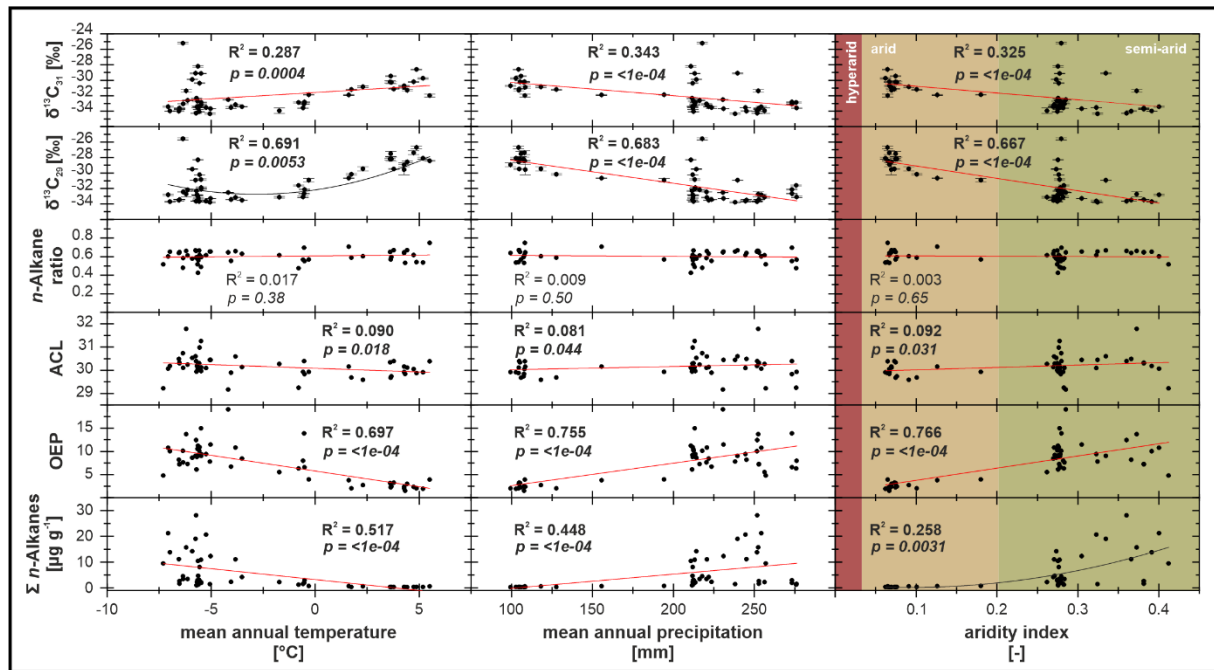 δ¹³C₃₁ [‰]
-24
-26
-28
-30
-32
-34
R² = 0.287
p = 0.0004
R² = 0.343
p = <1e-04
hyperarid
arid
semi-arid
R² = 0.325
p = <1e-04
δ¹³C₂₉ [‰]
-26
-28
-30
-32
-34
R² = 0.691
p = 0.0053
R² = 0.683
p = <1e-04
R² = 0.667
p = <1e-04
n-Alkane
ratio
0.8
0.6
0.4
0.2
R² = 0.017
p = 0.38
R² = 0.009
p = 0.50
R² = 0.003
p = 0.65
ACL
32
31
30
29
R² = 0.090
p = 0.018
R² = 0.081
p = 0.044
R² = 0.092
p = 0.031
OEP
15
10
5
R² = 0.697
p = <1e-04
R² = 0.755
p = <1e-04
R² = 0.766
p = <1e-04
Σ n-Alkanes
[µg g⁻¹]
30
20
10
0
R² = 0.517
p = <1e-04
R² = 0.448
p = <1e-04
R² = 0.258
p = 0.0031
-10 -5 0 5
100 150 200 250
0.1 0.2 0.3 0.4
mean annual temperature
[°C]
mean annual precipitation
[mm]
aridity index
[-]